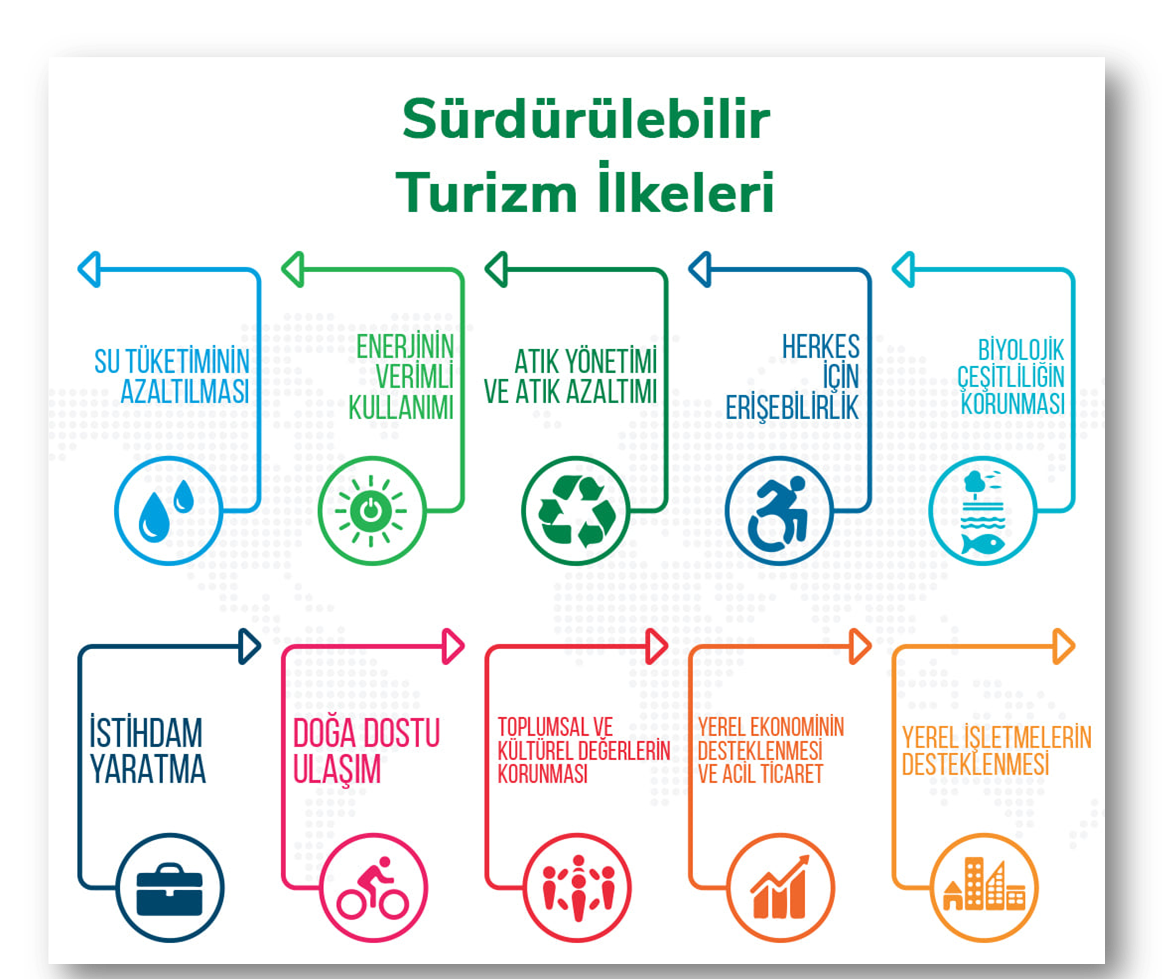 Sürdürülebilir
Turizm İlkeleri
SU TÜKETİMİNİN
AZALTILMASI
ENERJİNİN
VERİMLİ
KULLANIMI
ATIK YÖNETİMİ
VE ATIK AZALTIMI
HERKES
İÇİN
ERİŞEBİLİRLİK
BİYOLOJİK
ÇEŞİTLİLİĞİN
KORUNMASI
İSTİHDAM
YARATMA
DOĞA DOSTU
ULAŞIM
TOPLUMSAL VE
KÜLTÜREL DEĞERLERİN
KORUNMASI
YEREL EKONOMİNİN
DESTEKLENMESİ
VE ACİL TİCARET
YEREL İŞLETMELERİN
DESTEKLENMESİ